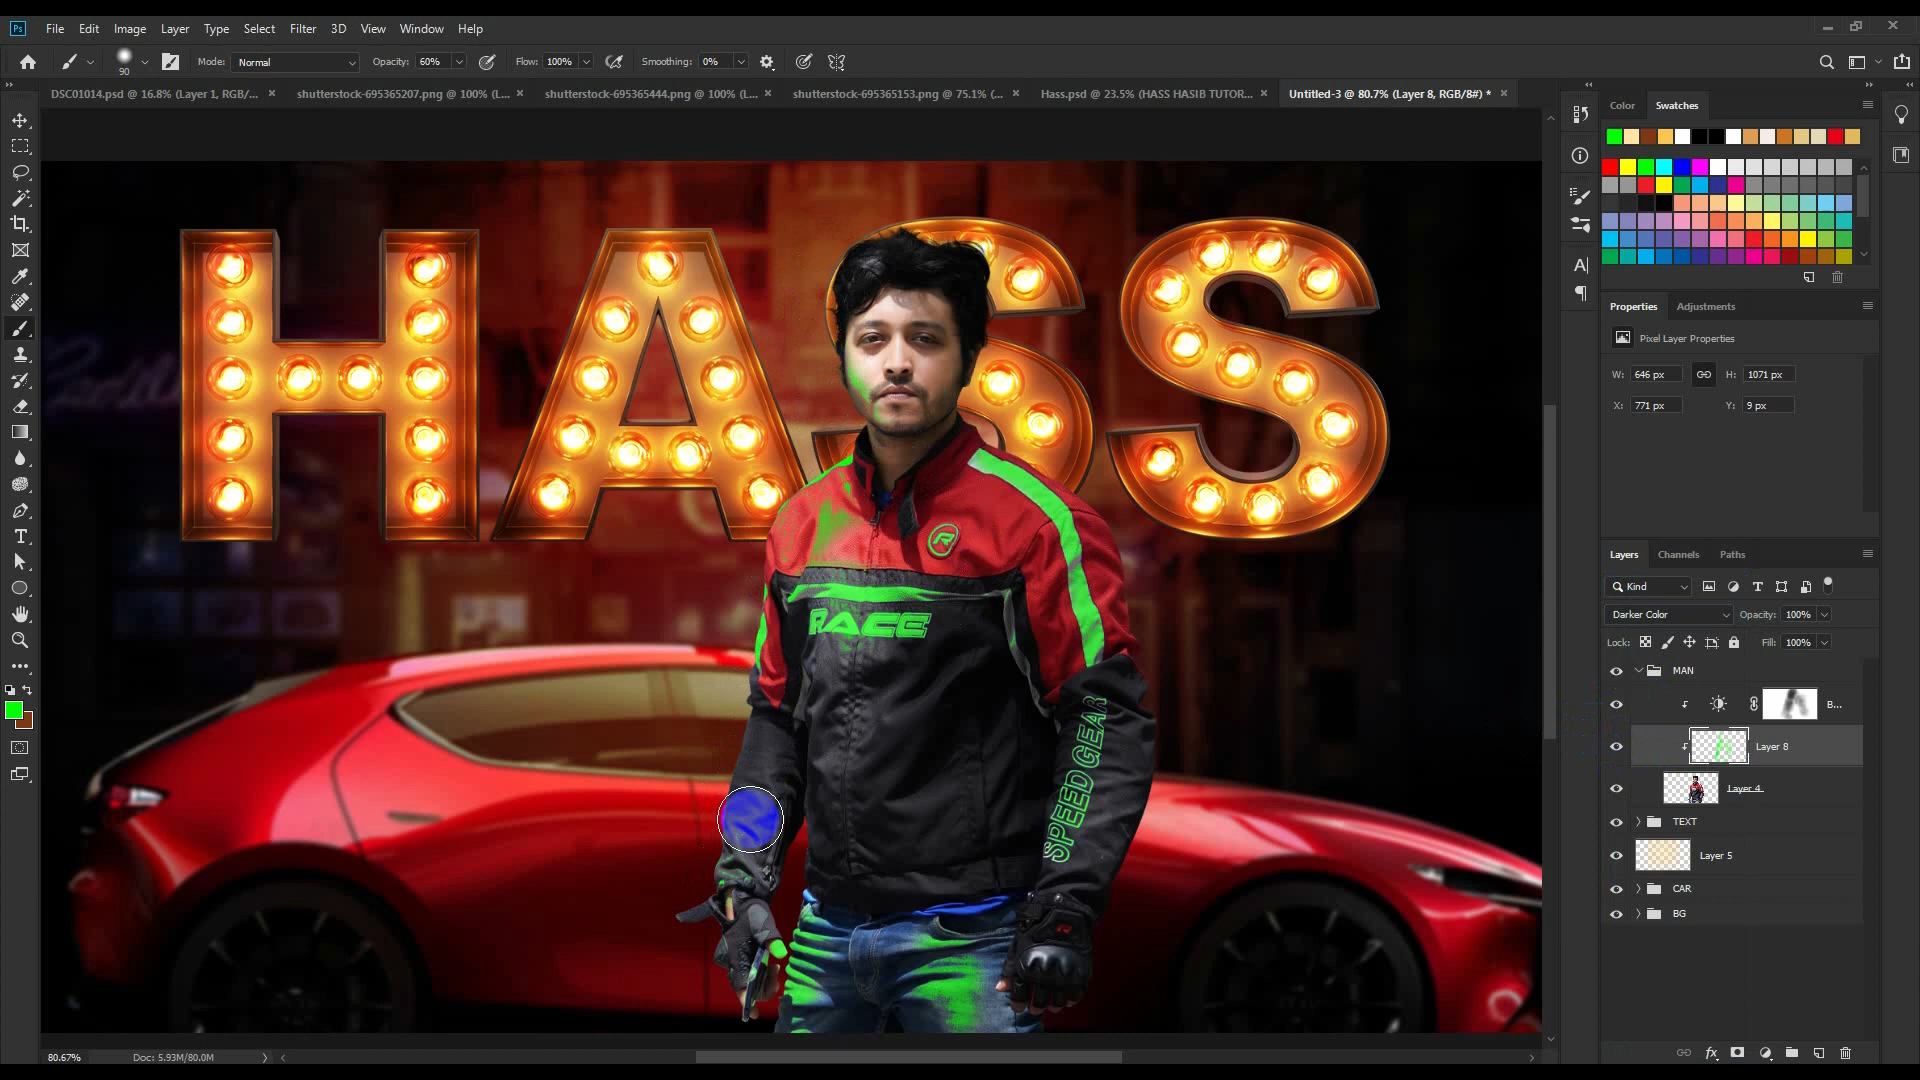 Ps File Edit Image Layer Type Select Filter 3D View Window Help
90 Mode: Normal Opacity: 60% Flow: 100% Smoothing: 0%
DSC01014.psd @ 16.8% (Layer 1, RGB/... × shutterstock-695365207.png @ 100% (L... × shutterstock-695365444.png @ 100% (L... × shutterstock-695365153.png @ 75.1% (... × Hass.psd @ 23.5% (HASS HASIB TUTOR... × Untitled-3 @ 80.7% (Layer 8, RGB/8#) * ×
Color Swatches
HASS
RACE
SPEED GEAR
Properties Adjustments
Pixel Layer Properties
W: 646 px H: 1071 px
X: 771 px Y: 9 px
Layers Channels Paths
Kind
Darker Color Opacity: 100%
Lock: Fill: 100%
MAN
B...
Layer 8
Layer 4
TEXT
Layer 5
CAR
BG
fx
80.67% Doc: 5.93M/80.0M